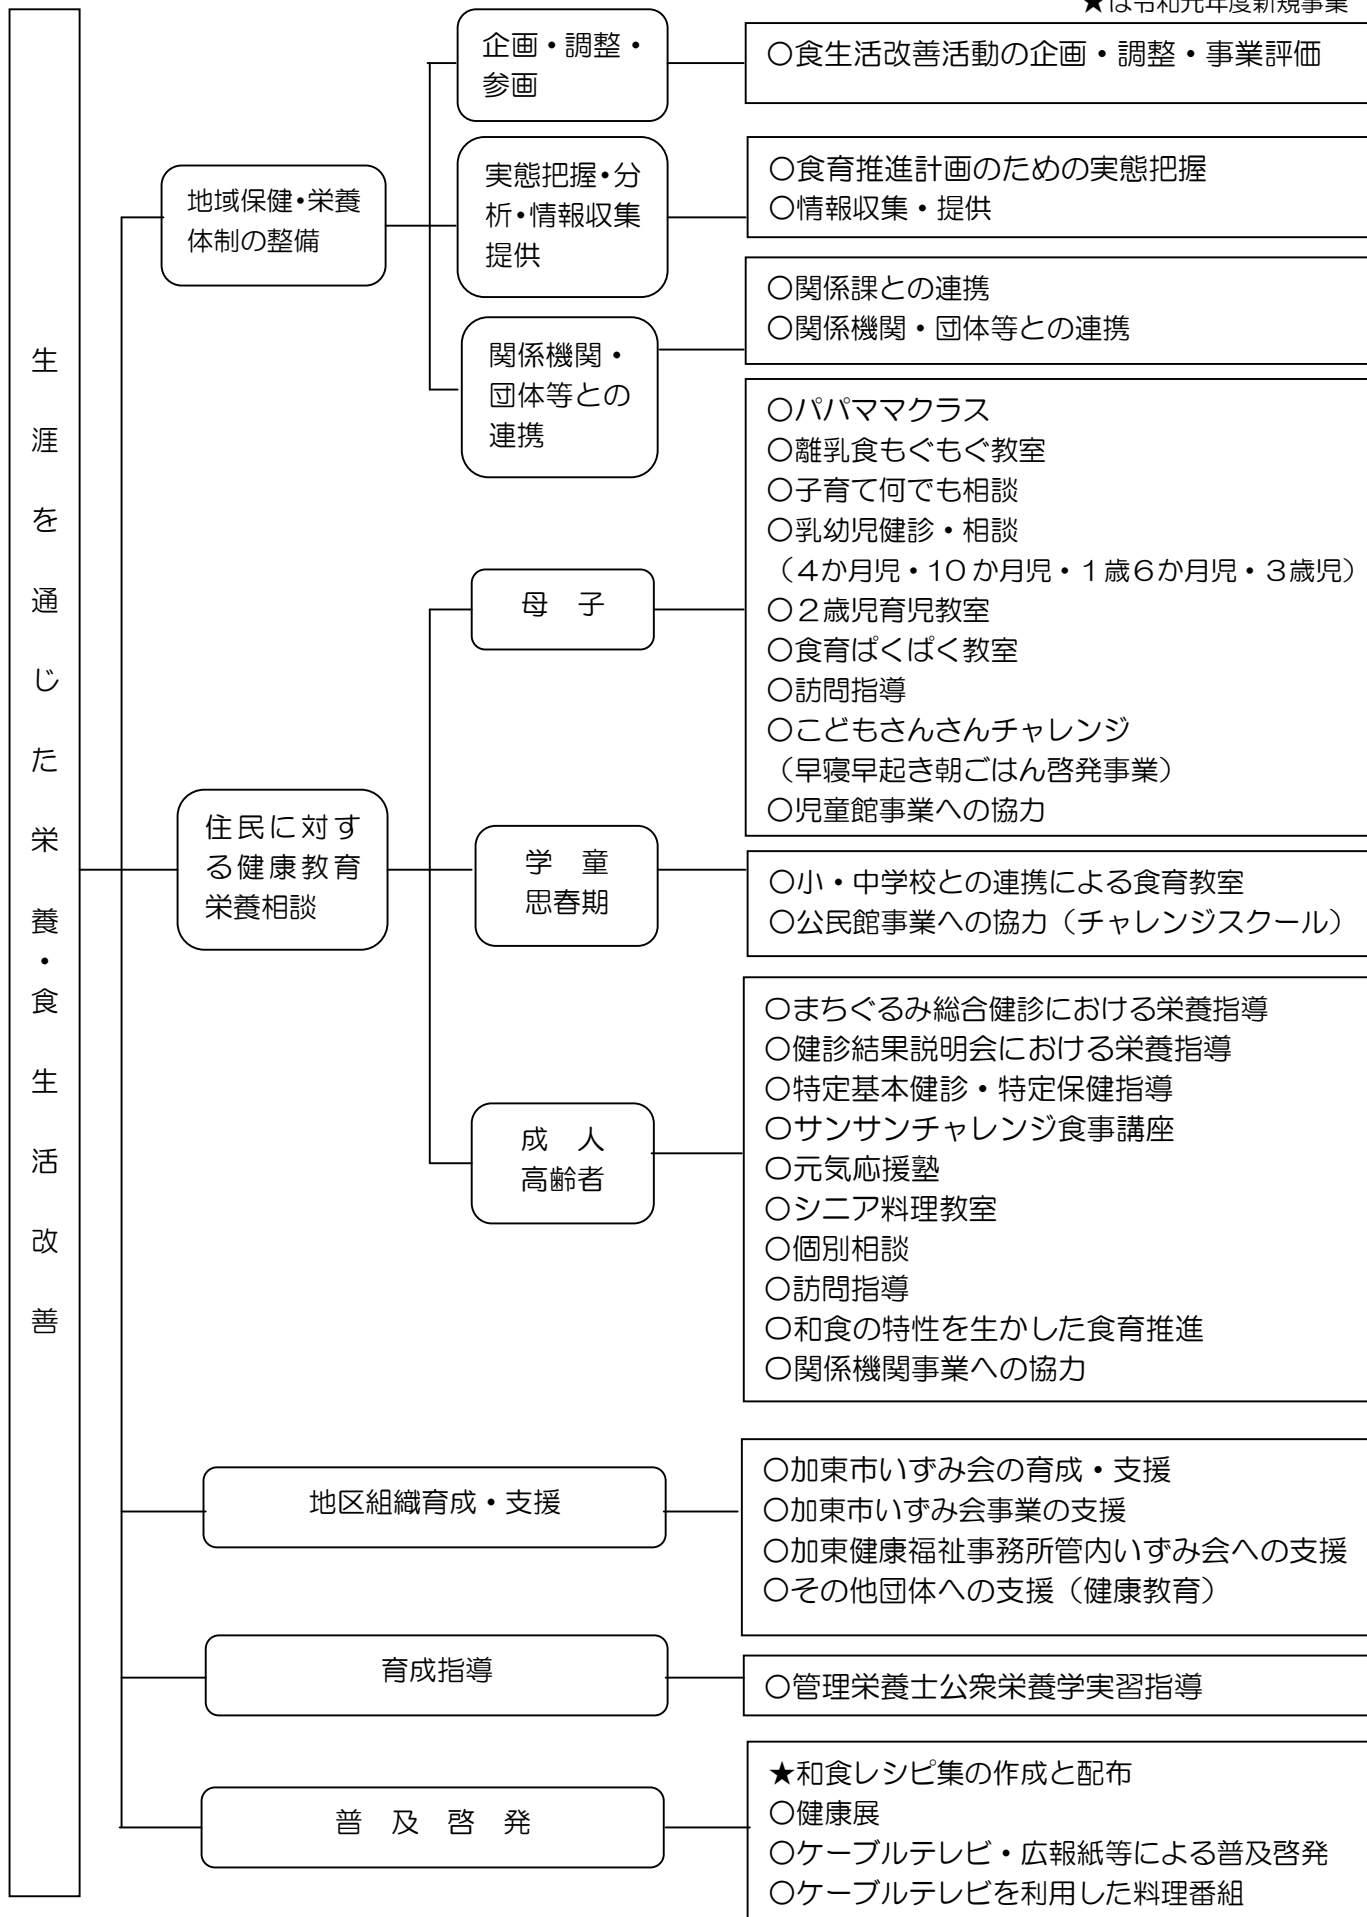 ★は令和元年度新規事業
生涯を通じた栄養・食生活改善
地域保健・栄養
体制の整備
企画・調整・
参画
○食生活改善活動の企画・調整・事業評価
実態把握・分
析・情報収集
提供
○食育推進計画のための実態把握
○情報収集・提供
関係機関・
団体等との
連携
○関係課との連携
○関係機関・団体等との連携
住民に対す
る健康教育
栄養相談
母　子
○パパママクラス
○離乳食もぐもぐ教室
○子育て何でも相談
○乳幼児健診・相談
（４か月児・10か月児・１歳６か月児・３歳児）
○２歳児育児教室
○食育ぱくぱく教室
○訪問指導
○こどもさんさんチャレンジ
（早寝早起き朝ごはん啓発事業）
○児童館事業への協力
学　童
思春期
○小・中学校との連携による食育教室
○公民館事業への協力（チャレンジスクール）
成　人
高齢者
○まちぐるみ総合健診における栄養指導
○健診結果説明会における栄養指導
○特定基本健診・特定保健指導
○サンサンチャレンジ食事講座
○元気応援塾
○シニア料理教室
○個別相談
○訪問指導
○和食の特性を生かした食育推進
○関係機関事業への協力
地区組織育成・支援
○加東市いずみ会の育成・支援
○加東市いずみ会事業の支援
○加東健康福祉事務所管内いずみ会への支援
○その他団体への支援（健康教育）
育成指導
○管理栄養士公衆栄養学実習指導
普　及　啓　発
★和食レシピ集の作成と配布
○健康展
○ケーブルテレビ・広報紙等による普及啓発
○ケーブルテレビを利用した料理番組